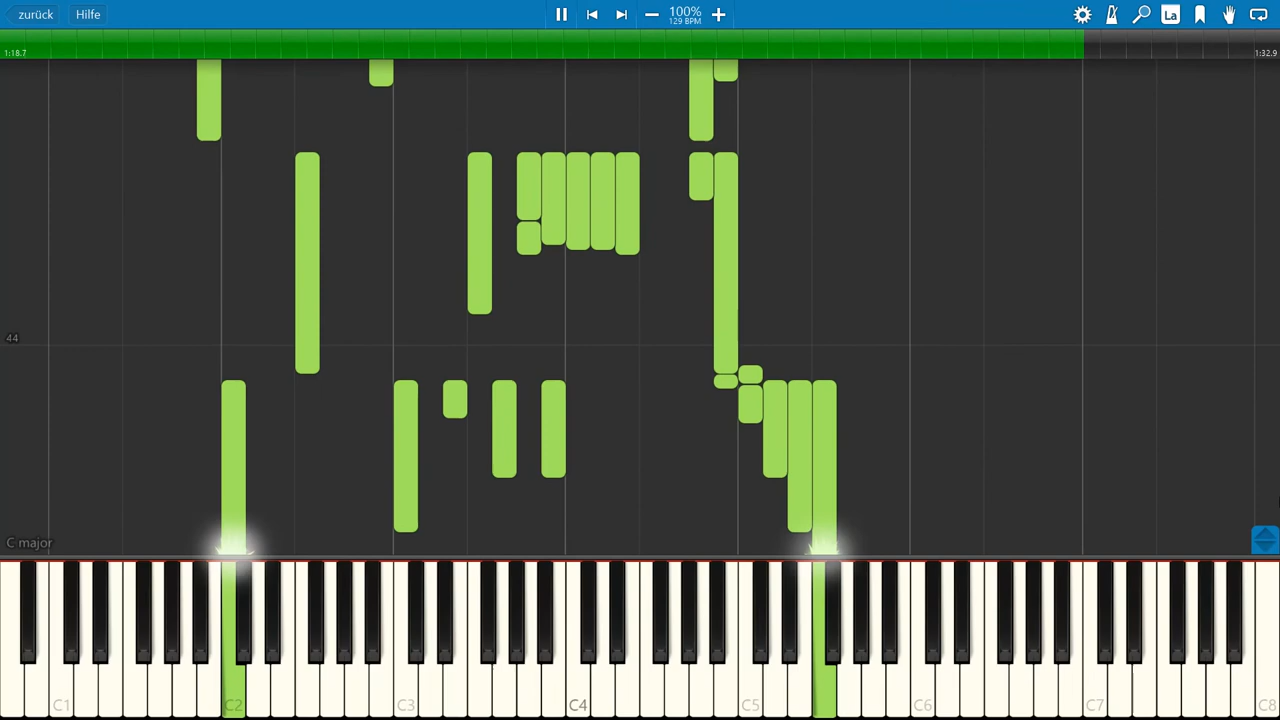 zurück
Hilfe
100%
129 BPM
La
1:18.7
1:32.9
44
C major
C1
C2
C3
C4
C5
C6
C7
C8